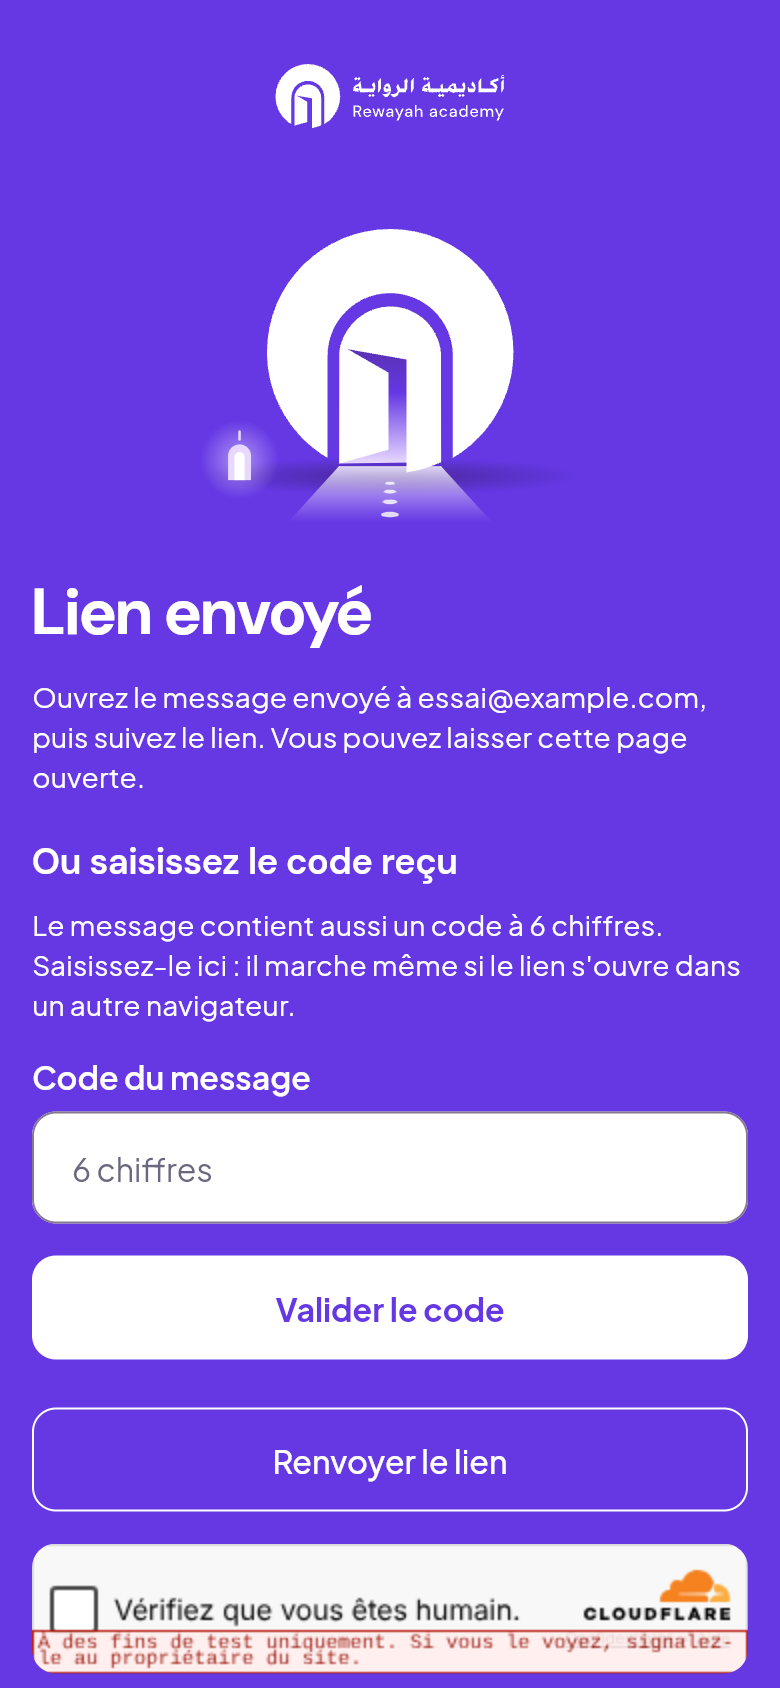 أكاديمية الرواية
Rewayah academy
Lien envoyé
Ouvrez le message envoyé à essai@example.com,
puis suivez le lien. Vous pouvez laisser cette page
ouverte.
Ou saisissez le code reçu
Le message contient aussi un code à 6 chiffres.
Saisissez-le ici : il marche même si le lien s'ouvre dans
un autre navigateur.
Code du message
6 chiffres
Valider le code
Renvoyer le lien
Vérifiez que vous êtes humain.
CLOUDFLARE
À des fins de test uniquement. Si vous le voyez, signalez-
le au propriétaire du site.